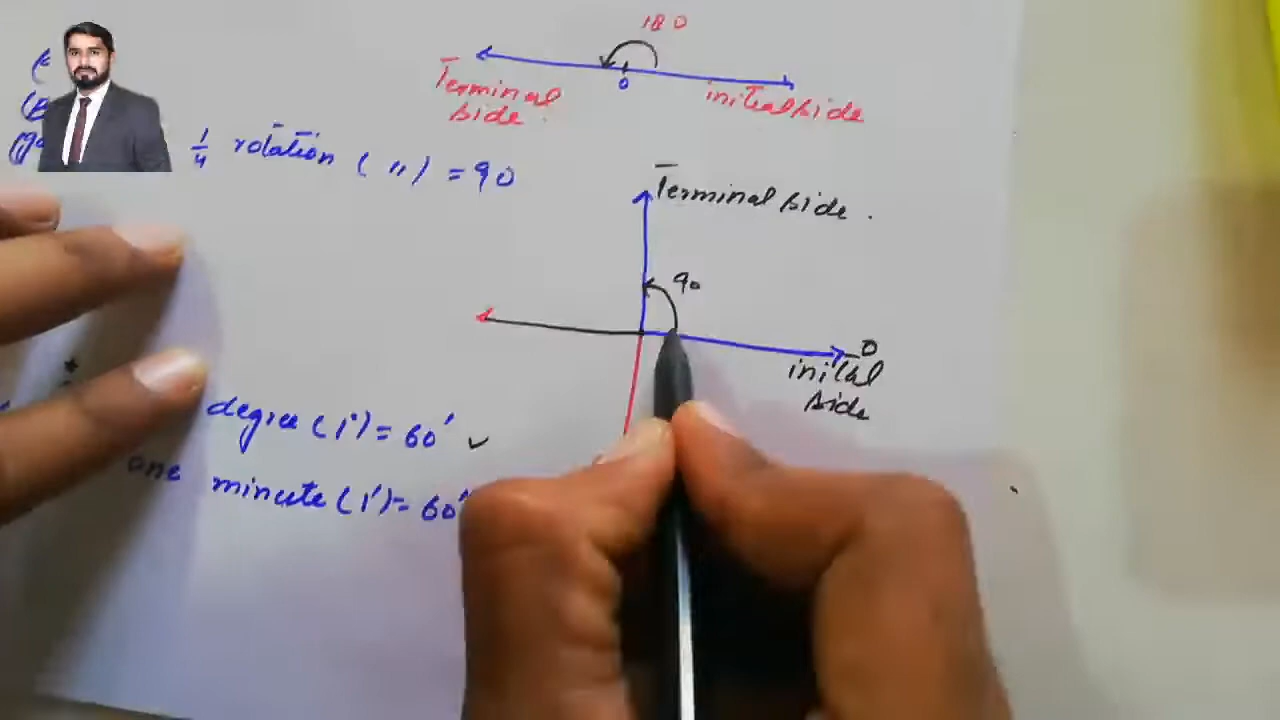 180
Terminal side.
0
initial side
1/4 rotation ( " ) = 90
Terminal side.
90
0
initial side
degree (1°) = 60′ ✓
one minute (1′) = 60″